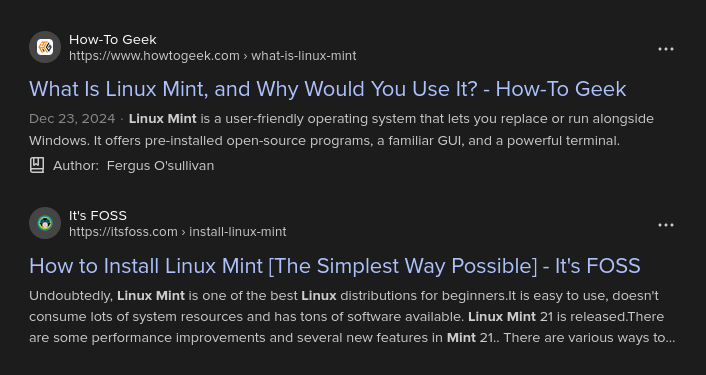 How-To Geek
https://www.howtogeek.com › what-is-linux-mint
What Is Linux Mint, and Why Would You Use It? - How-To Geek
Dec 23, 2024 · Linux Mint is a user-friendly operating system that lets you replace or run alongside
Windows. It offers pre-installed open-source programs, a familiar GUI, and a powerful terminal.
Author: Fergus O'sullivan
It's FOSS
https://itsfoss.com › install-linux-mint
How to Install Linux Mint [The Simplest Way Possible] - It's FOSS
Undoubtedly, Linux Mint is one of the best Linux distributions for beginners.It is easy to use, doesn't
consume lots of system resources and has tons of software available. Linux Mint 21 is released.There
are some performance improvements and several new features in Mint 21.. There are various ways to...